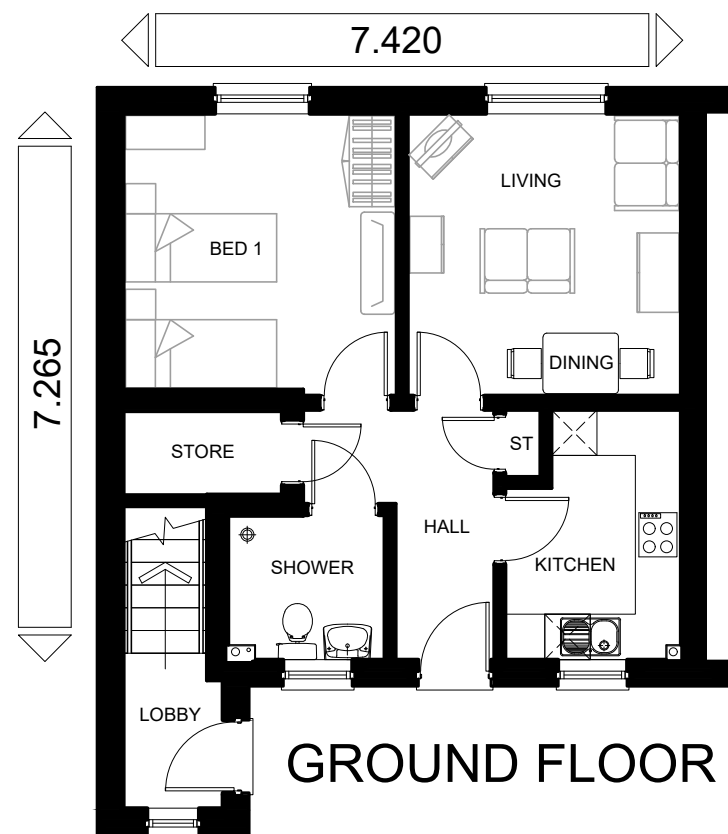 7.420
7.265
LIVING
BED 1
DINING
STORE
ST
HALL
SHOWER
KITCHEN
LOBBY
GROUND FLOOR